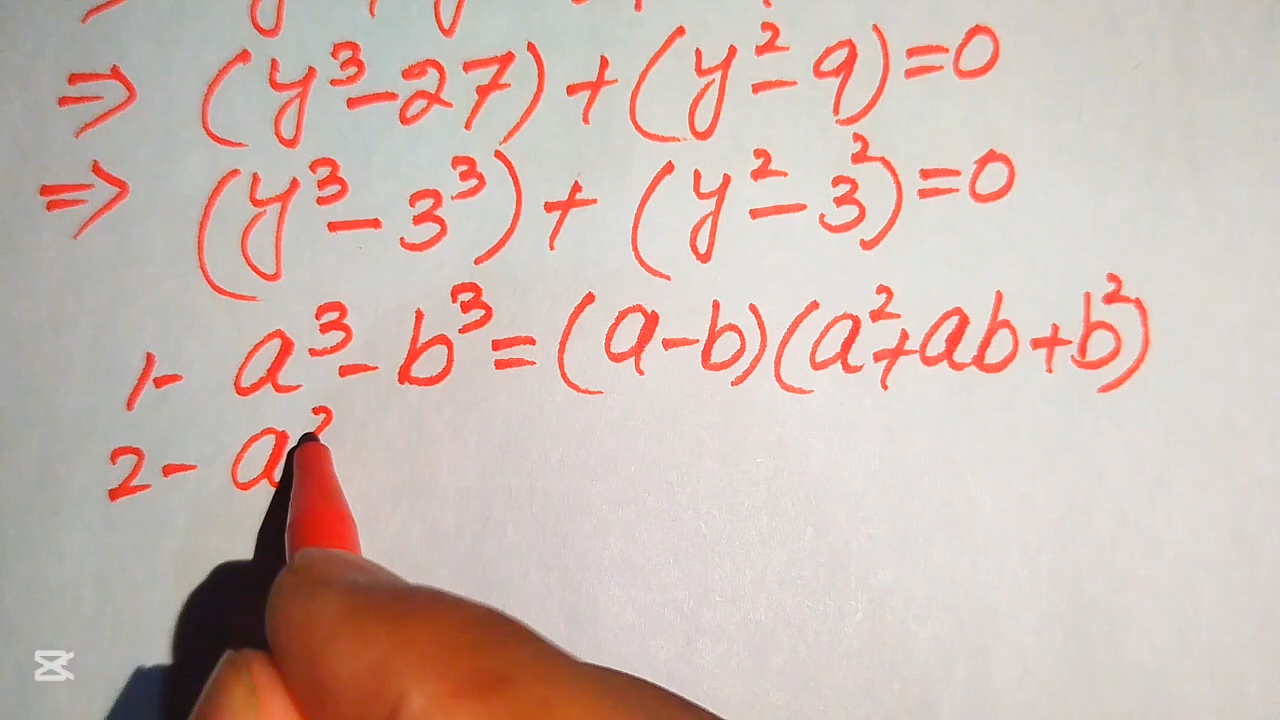 ⇒ (y³-27)+(y²-9)=0
⇒ (y³-3³)+(y²-3²)=0
1- a³-b³=(a-b)(a²+ab+b²)
2- a²